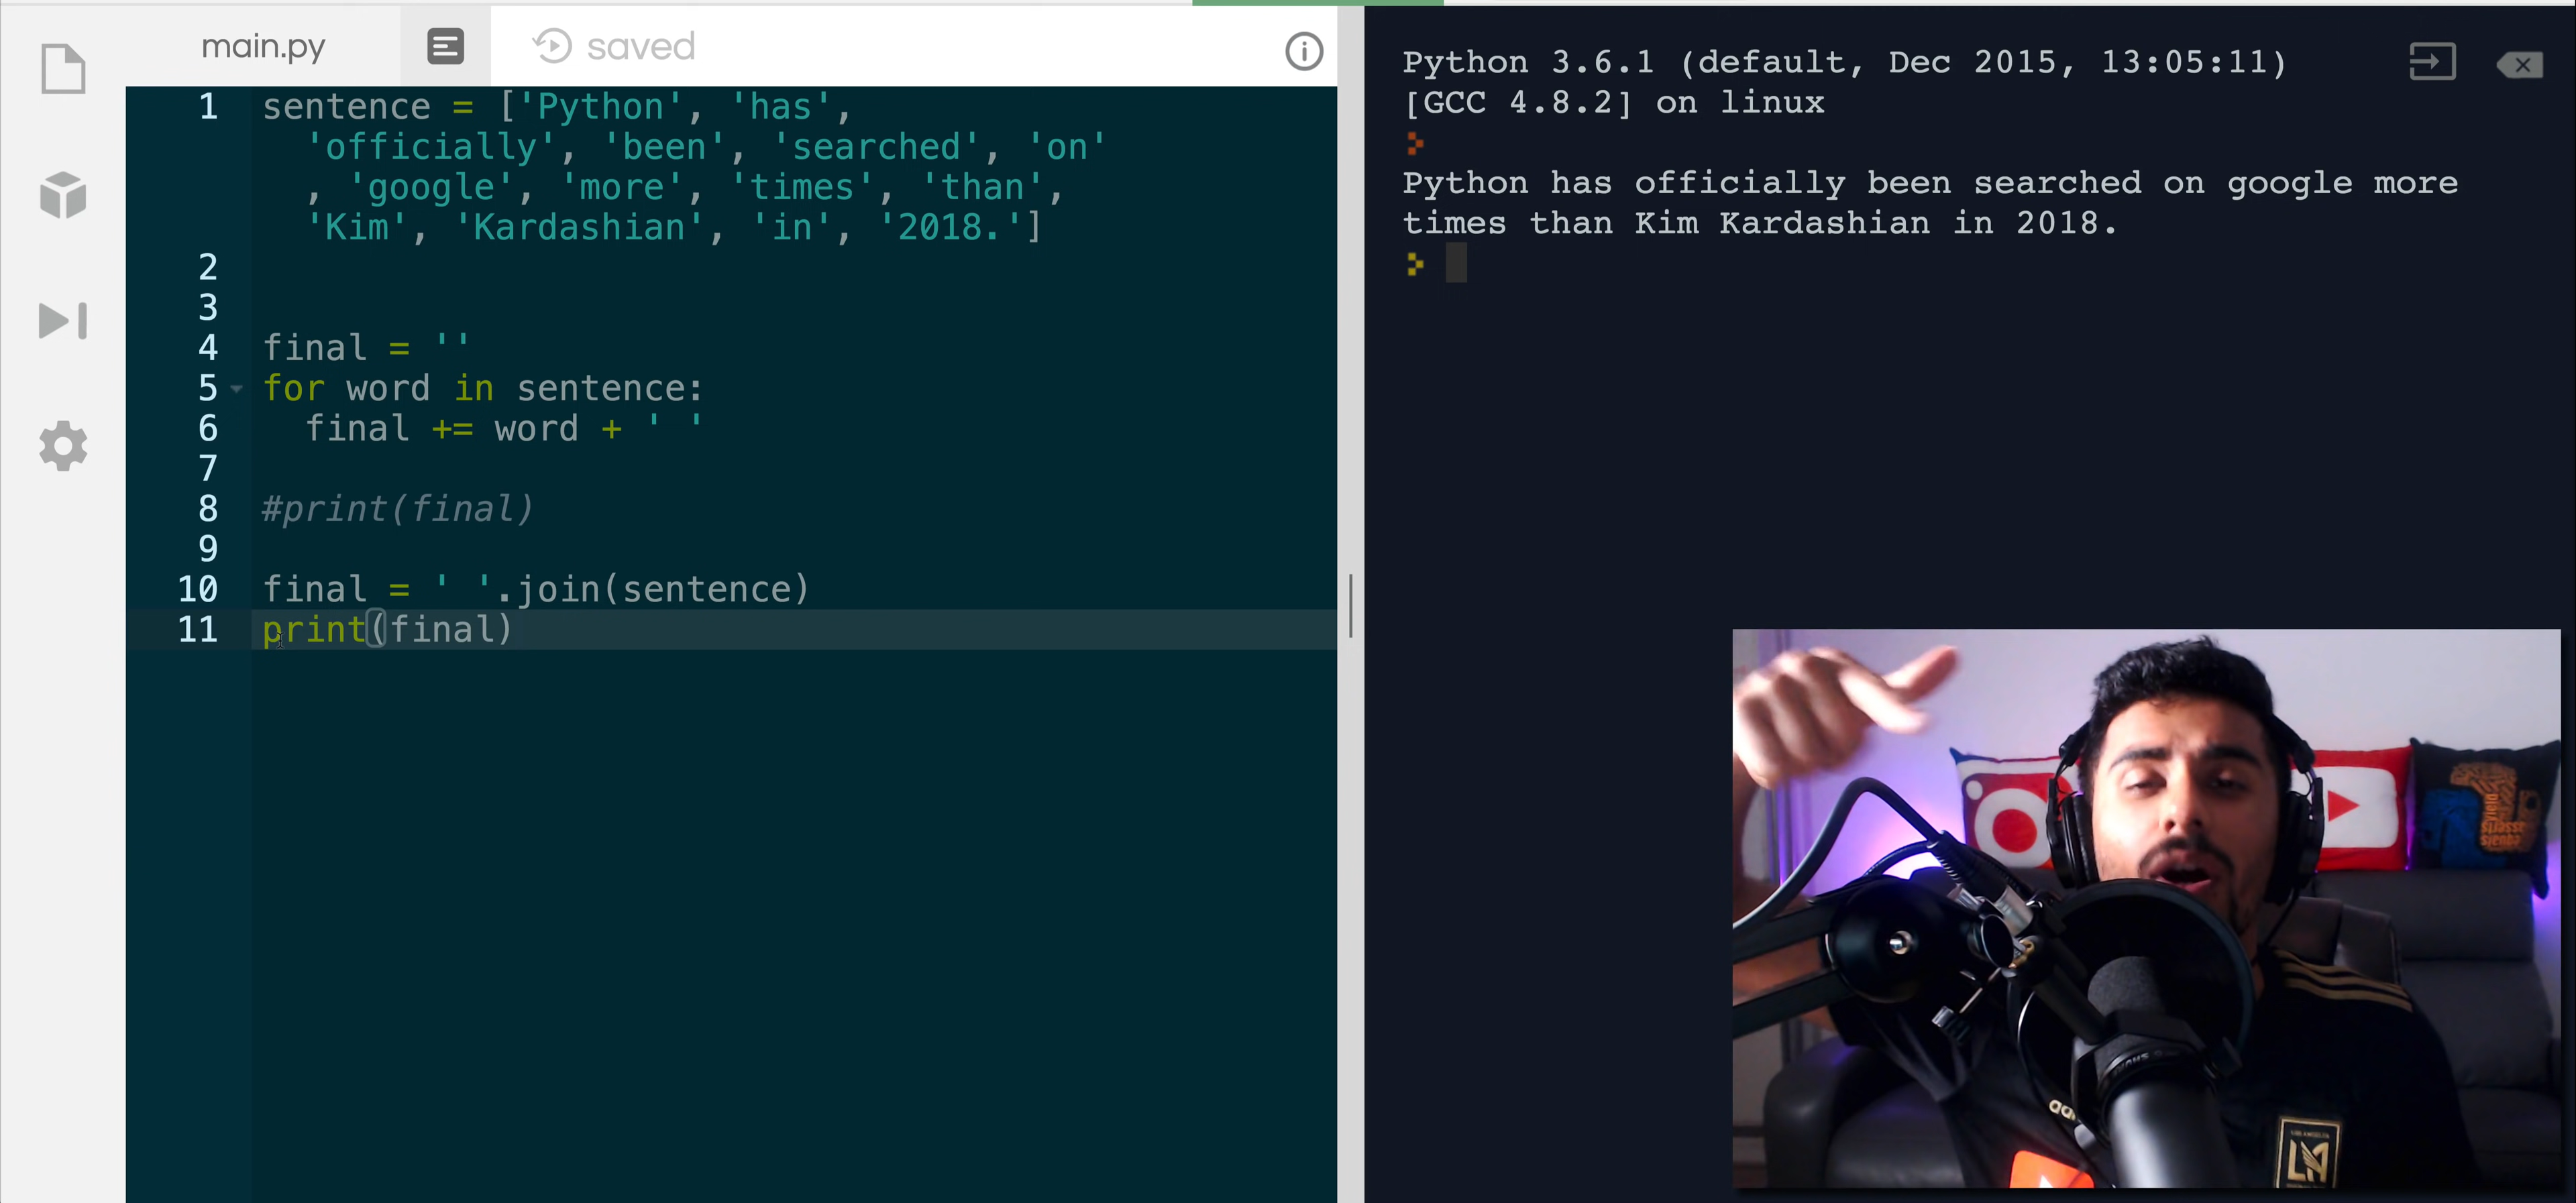 main.py
saved
1 sentence = ['Python', 'has',
'officially', 'been', 'searched', 'on'
, 'google', 'more', 'times', 'than',
'Kim', 'Kardashian', 'in', '2018.']
2
3
4 final = ''
5 for word in sentence:
6 final += word + ' '
7
8 #print(final)
9
10 final = ' '.join(sentence)
11 print(final)
Python 3.6.1 (default, Dec 2015, 13:05:11)
[GCC 4.8.2] on linux
Python has officially been searched on google more
times than Kim Kardashian in 2018.